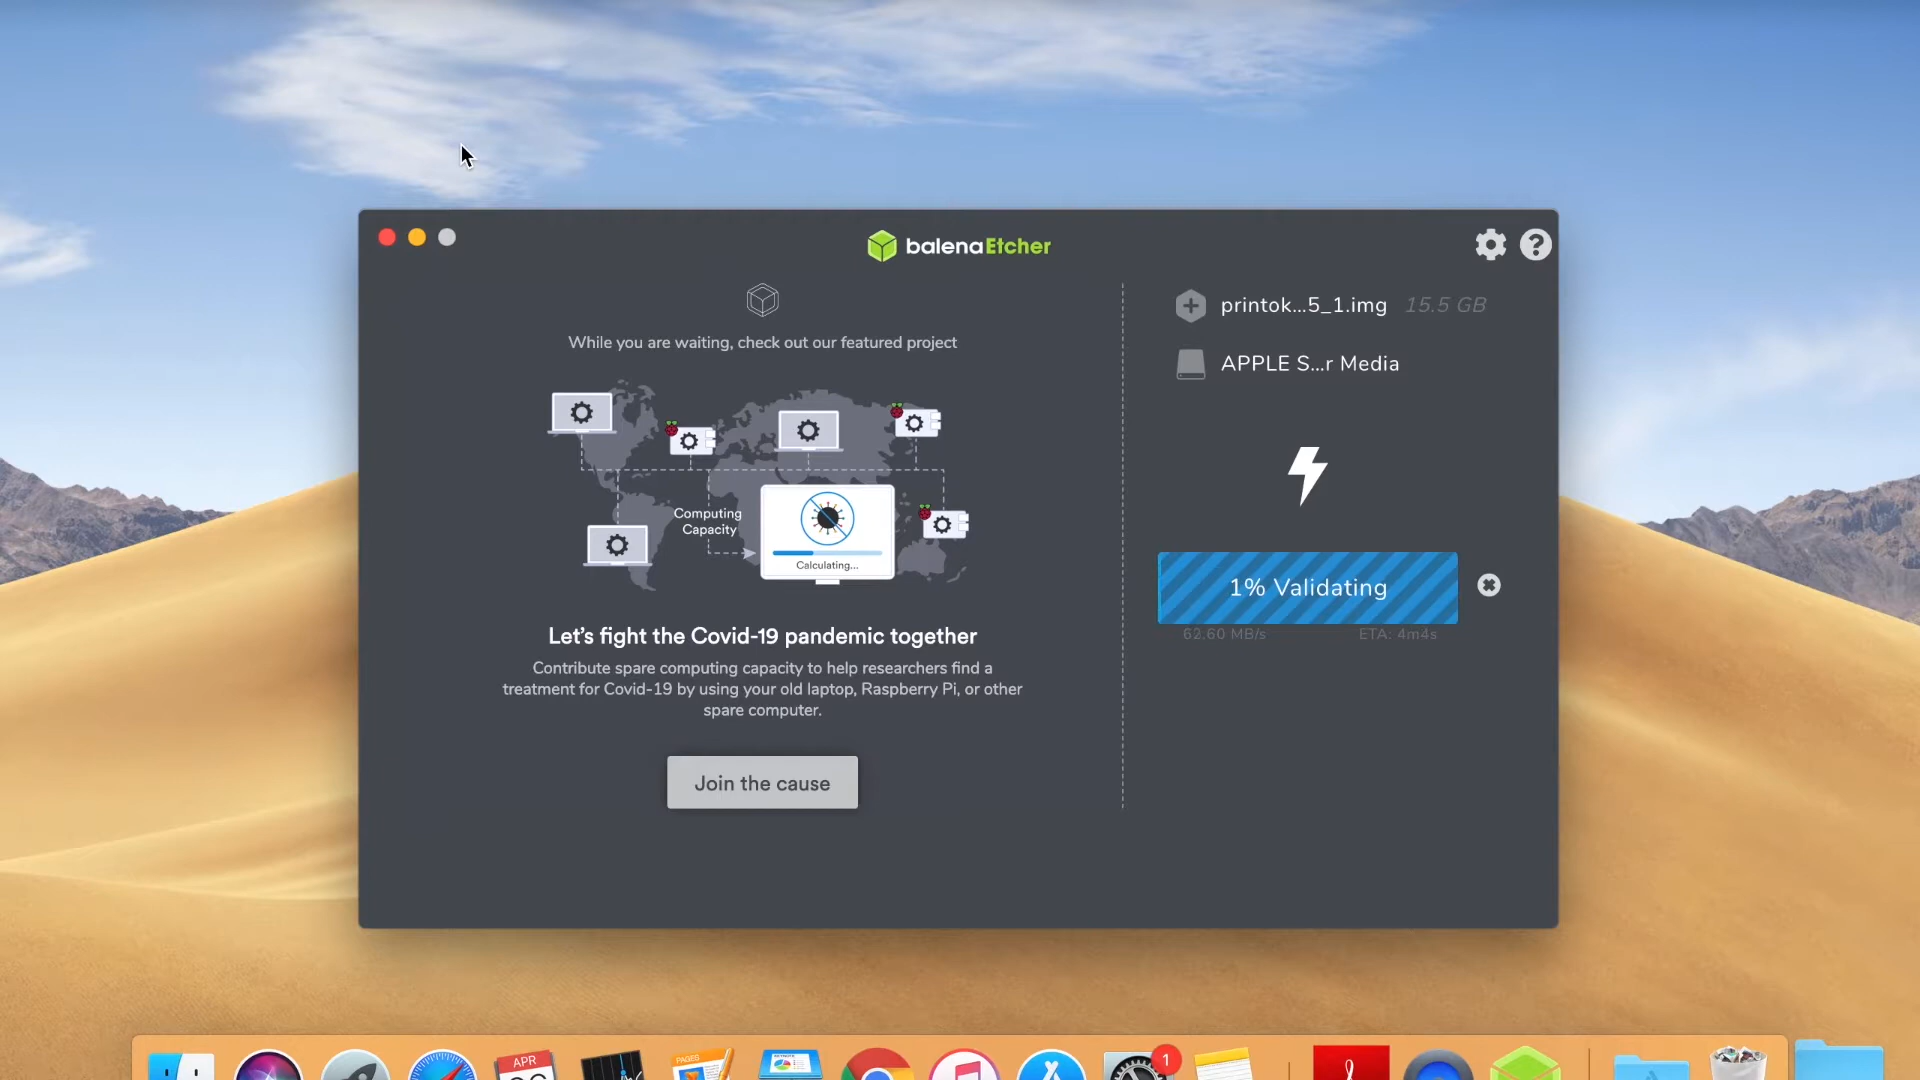 balenaEtcher
While you are waiting, check out our featured project
Computing
Capacity
Calculating...
Let's fight the Covid-19 pandemic together
Contribute spare computing capacity to help researchers find a
treatment for Covid-19 by using your old laptop, Raspberry Pi, or other
spare computer.
Join the cause
printok...5_1.img 15.5 GB
APPLE S...r Media
1% Validating
62.60 MB/s ETA: 4m4s
APR
PAGES
KEYNOTE
1